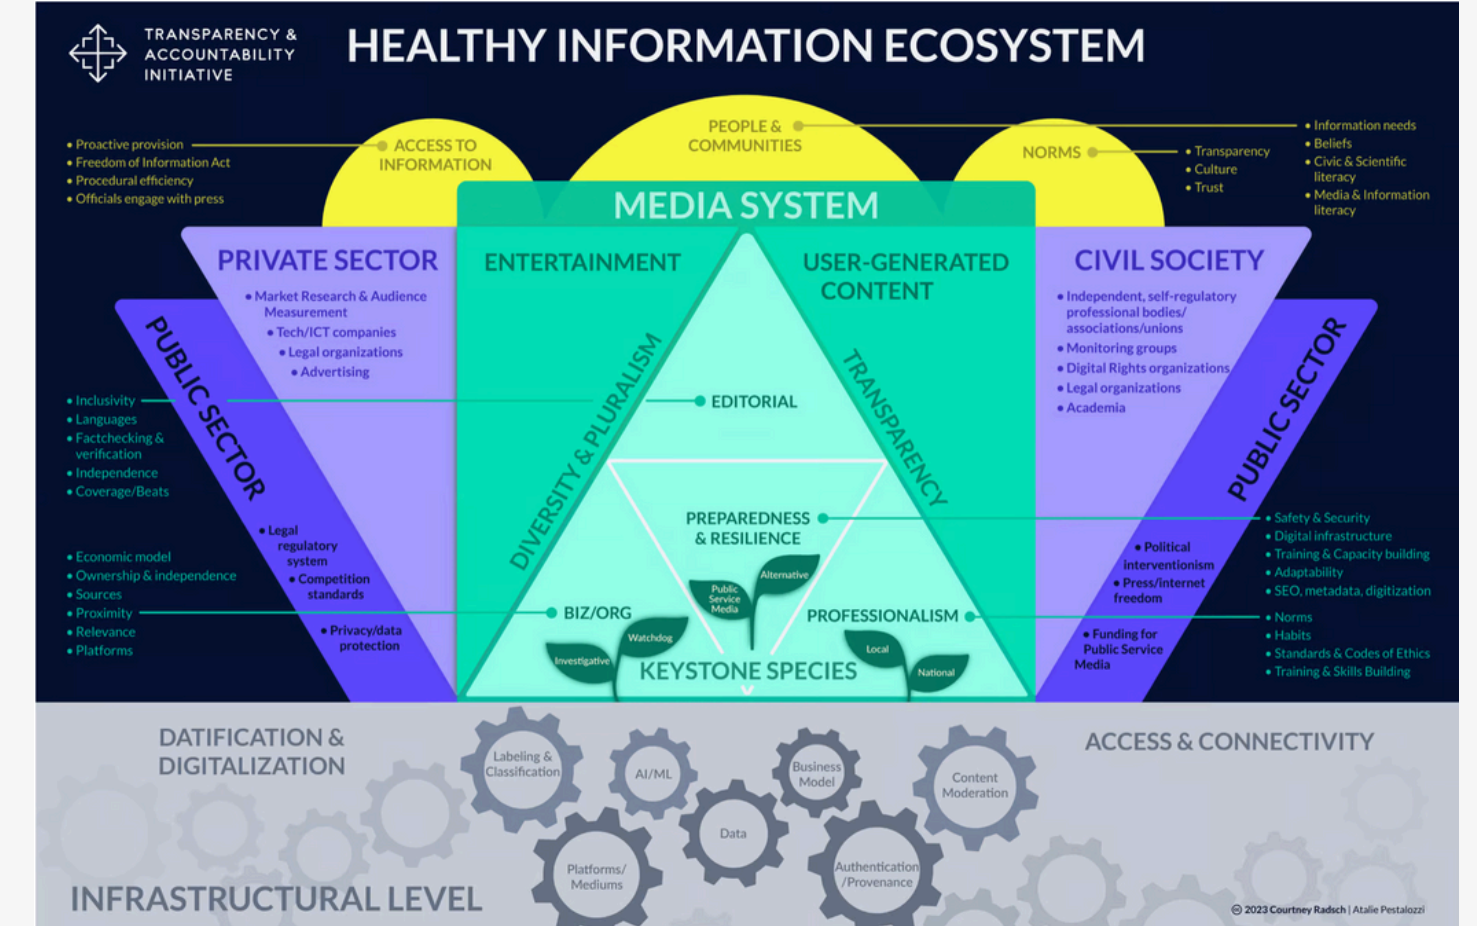 TRANSPARENCY &
ACCOUNTABILITY
INITIATIVE
HEALTHY INFORMATION ECOSYSTEM
• Proactive provision
• Freedom of Information Act
• Procedural efficiency
• Officials engage with press
ACCESS TO
INFORMATION
PEOPLE &
COMMUNITIES
NORMS
• Transparency
• Culture
• Trust
• Information needs
• Beliefs
• Civic & Scientific
literacy
• Media & Information
literacy
MEDIA SYSTEM
PRIVATE SECTOR
• Market Research & Audience
Measurement
• Tech/ICT companies
• Legal organizations
• Advertising
ENTERTAINMENT
USER-GENERATED
CONTENT
CIVIL SOCIETY
• Independent, self-regulatory
professional bodies/
associations/unions
• Monitoring groups
• Digital Rights organizations
• Legal organizations
• Academia
PUBLIC SECTOR
• Legal
regulatory
system
• Competition
standards
• Privacy/data
protection
PUBLIC SECTOR
• Political
interventionism
• Press/internet
freedom
• Funding for
Public Service
Media
• Inclusivity
• Languages
• Factchecking &
verification
• Independence
• Coverage/Beats
• Economic model
• Ownership & independence
• Sources
• Proximity
• Relevance
• Platforms
DIVERSITY & PLURALISM
TRANSPARENCY
EDITORIAL
PREPAREDNESS
& RESILIENCE
Public
Service
Media
Alternative
BIZ/ORG
Investigative
Watchdog
PROFESSIONALISM
Local
National
KEYSTONE SPECIES
• Safety & Security
• Digital infrastructure
• Training & Capacity building
• Adaptability
• SEO, metadata, digitization
• Norms
• Habits
• Standards & Codes of Ethics
• Training & Skills Building
DATIFICATION &
DIGITALIZATION
ACCESS & CONNECTIVITY
Labeling &
Classification
AI/ML
Business
Model
Content
Moderation
Data
Platforms/
Mediums
Authentication
/Provenance
INFRASTRUCTURAL LEVEL
🅭 2023 Courtney Radsch | Atalie Pestalozzi